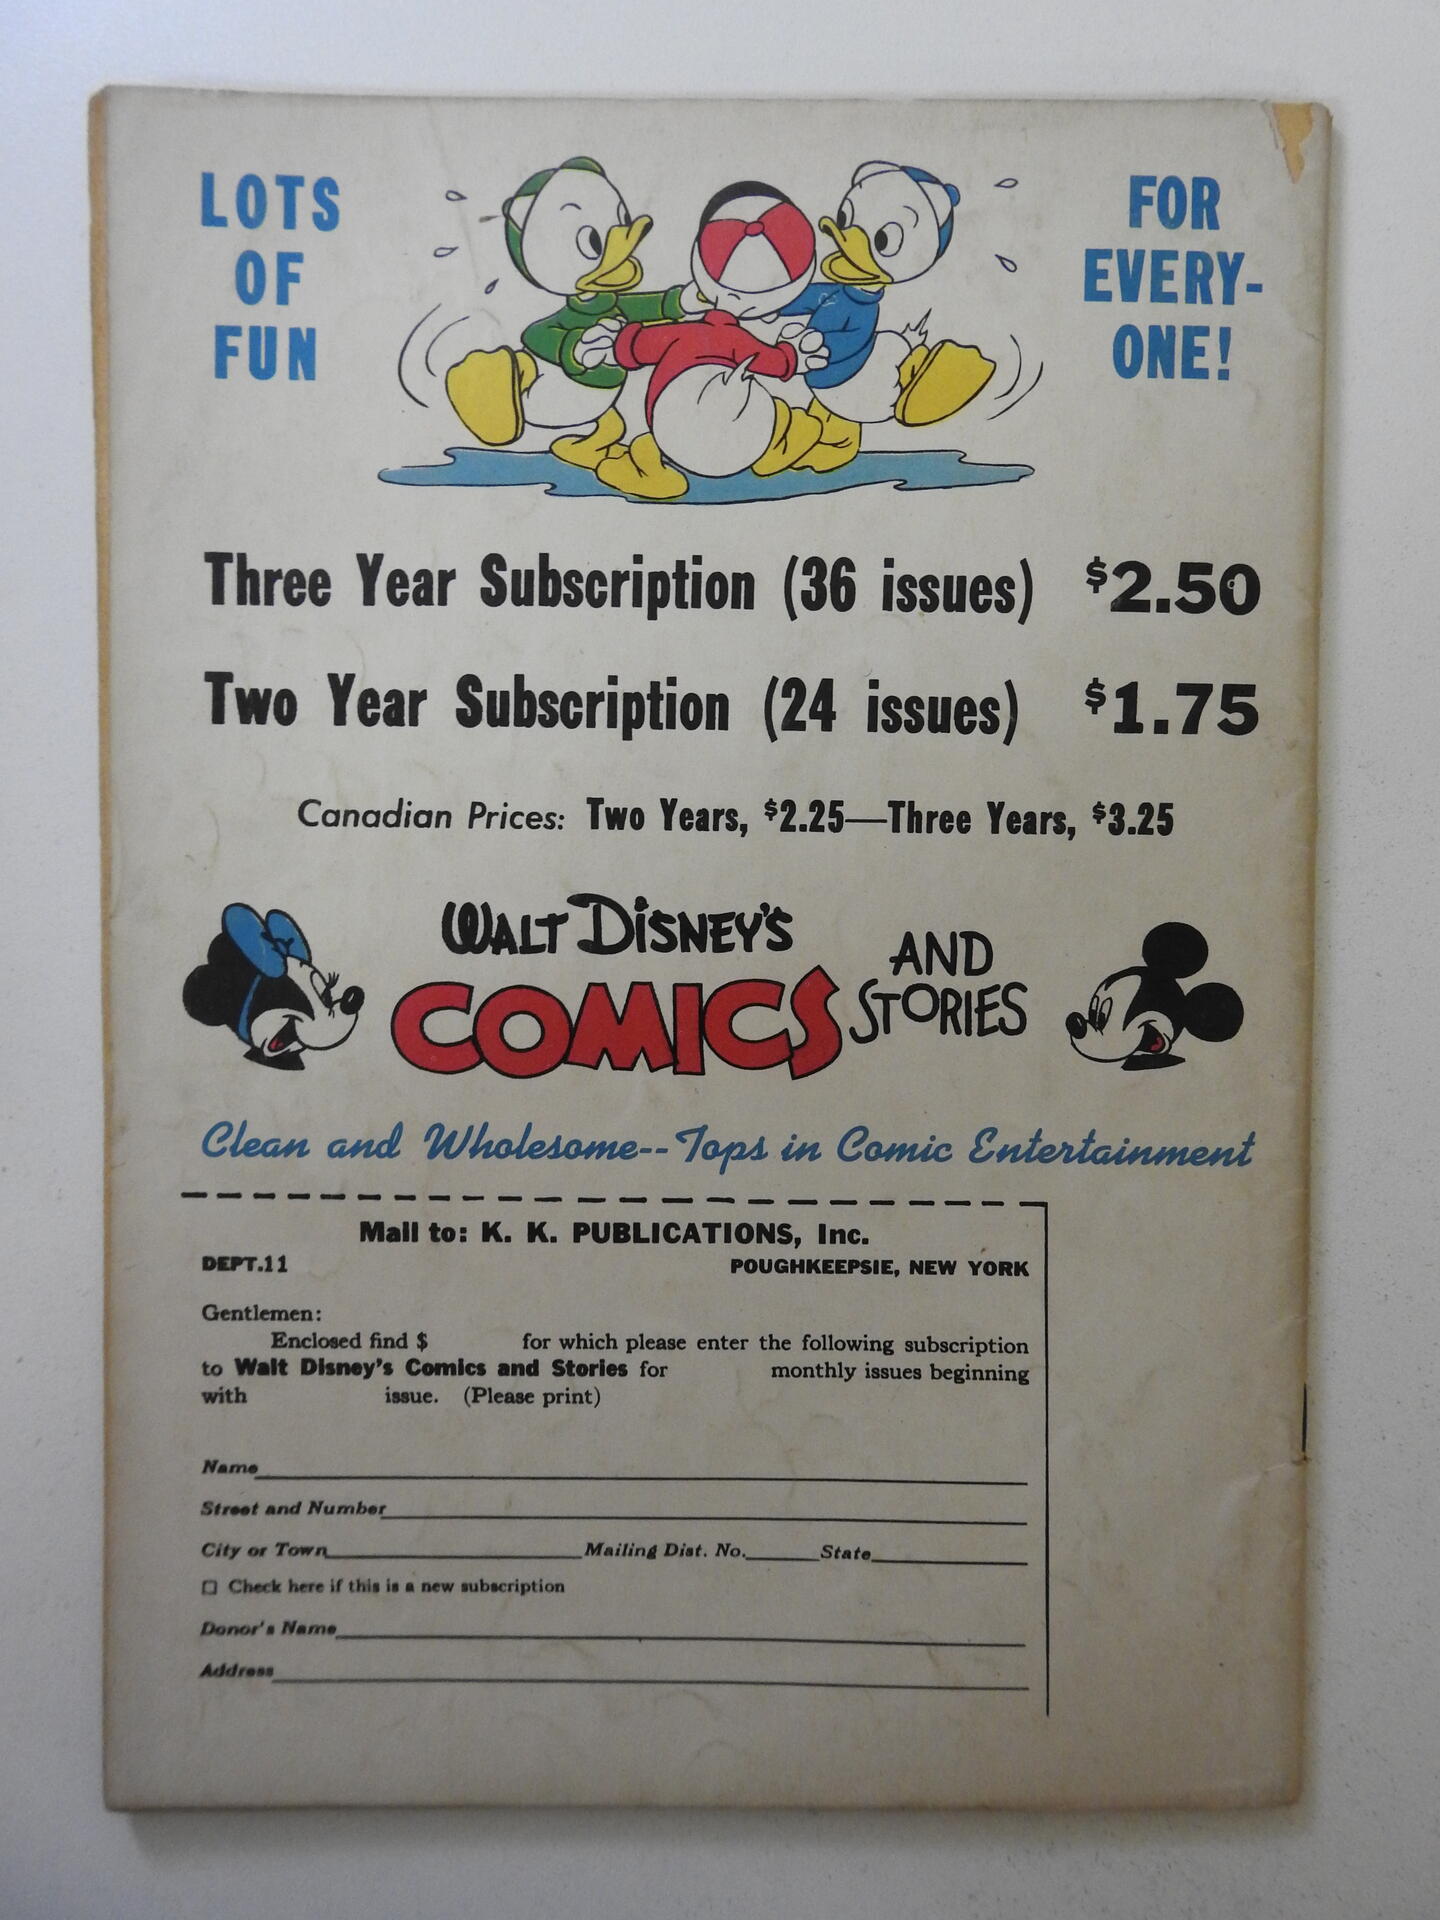 LOTS
OF
FUN
FOR
EVERY-
ONE!
Three Year Subscription (36 issues) $2.50
Two Year Subscription (24 issues) $1.75
Canadian Prices: Two Years, $2.25—Three Years, $3.25
WALT DISNEY'S
COMICS AND
STORIES
Clean and Wholesome--Tops in Comic Entertainment
Mail to: K. K. PUBLICATIONS, Inc.
DEPT.11 POUGHKEEPSIE, NEW YORK
Gentlemen:
Enclosed find $ for which please enter the following subscription
to Walt Disney's Comics and Stories for monthly issues beginning
with issue. (Please print)
Name
Street and Number
City or Town Mailing Dist. No. State
Check here if this is a new subscription
Donor's Name
Address